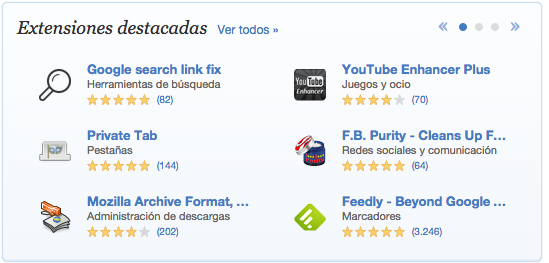 Extensiones destacadas Ver todos »
« »
Google search link fix
Herramientas de búsqueda
(82)
YouTube Enhancer Plus
Juegos y ocio
(70)
You Tube
Enhancer
Private Tab
Pestañas
(144)
F.B. Purity - Cleans Up F...
Redes sociales y comunicación
(64)
Mozilla Archive Format, ...
Administración de descargas
(202)
Feedly - Beyond Google ...
Marcadores
(3.246)